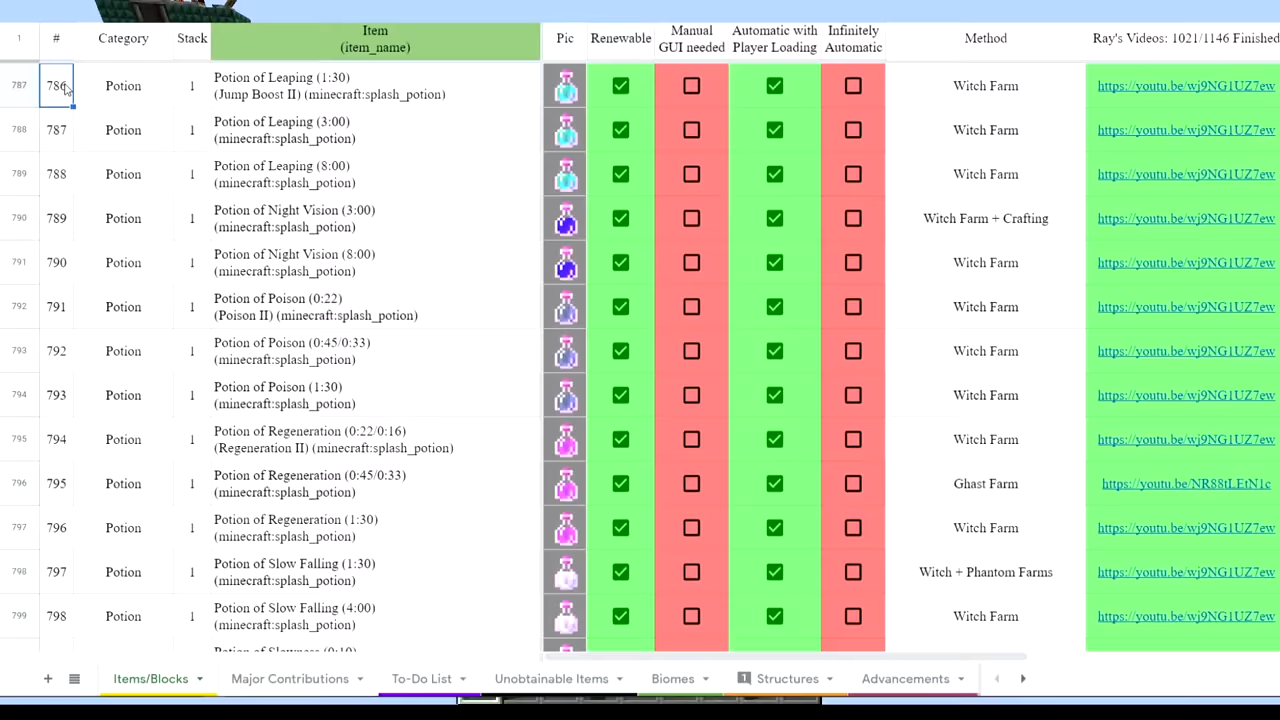 1 # Category Stack Item (item_name) Pic Renewable Manual GUI needed Automatic with Player Loading Infinitely Automatic Method Ray's Videos: 1021/1146 Finished
787 786 Potion 1 Potion of Leaping (1:30) Witch Farm https://youtu.be/wj9NG1UZ7ew
(Jump Boost II) (minecraft:splash_potion)
788 787 Potion 1 Potion of Leaping (3:00) Witch Farm https://youtu.be/wj9NG1UZ7ew
(minecraft:splash_potion)
789 788 Potion 1 Potion of Leaping (8:00) Witch Farm https://youtu.be/wj9NG1UZ7ew
(minecraft:splash_potion)
790 789 Potion 1 Potion of Night Vision (3:00) Witch Farm + Crafting https://youtu.be/wj9NG1UZ7ew
(minecraft:splash_potion)
791 790 Potion 1 Potion of Night Vision (8:00) Witch Farm https://youtu.be/wj9NG1UZ7ew
(minecraft:splash_potion)
792 791 Potion 1 Potion of Poison (0:22) Witch Farm https://youtu.be/wj9NG1UZ7ew
(Poison II) (minecraft:splash_potion)
793 792 Potion 1 Potion of Poison (0:45/0:33) Witch Farm https://youtu.be/wj9NG1UZ7ew
(minecraft:splash_potion)
794 793 Potion 1 Potion of Poison (1:30) Witch Farm https://youtu.be/wj9NG1UZ7ew
(minecraft:splash_potion)
795 794 Potion 1 Potion of Regeneration (0:22/0:16) Witch Farm https://youtu.be/wj9NG1UZ7ew
(Regeneration II) (minecraft:splash_potion)
796 795 Potion 1 Potion of Regeneration (0:45/0:33) Ghast Farm https://youtu.be/NR88tLEtN1c
(minecraft:splash_potion)
797 796 Potion 1 Potion of Regeneration (1:30) Witch Farm https://youtu.be/wj9NG1UZ7ew
(minecraft:splash_potion)
798 797 Potion 1 Potion of Slow Falling (1:30) Witch + Phantom Farms https://youtu.be/wj9NG1UZ7ew
(minecraft:splash_potion)
799 798 Potion 1 Potion of Slow Falling (4:00) Witch Farm https://youtu.be/wj9NG1UZ7ew
(minecraft:splash_potion)
Items/Blocks Major Contributions To-Do List Unobtainable Items Biomes 1 Structures Advancements